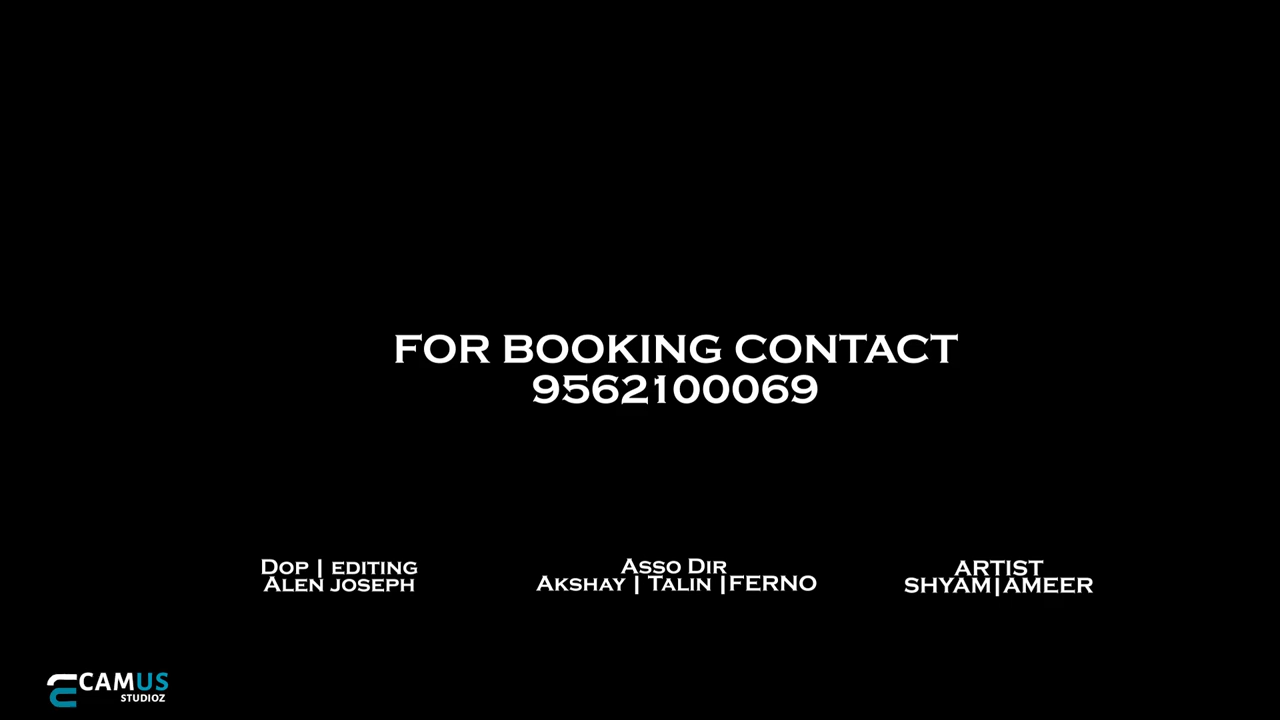 FOR BOOKING CONTACT
9562100069
DOP | EDITING
ALEN JOSEPH
ASSO DIR
AKSHAY | TALIN |FERNO
ARTIST
SHYAM|AMEER
CAMUS
STUDIOZ